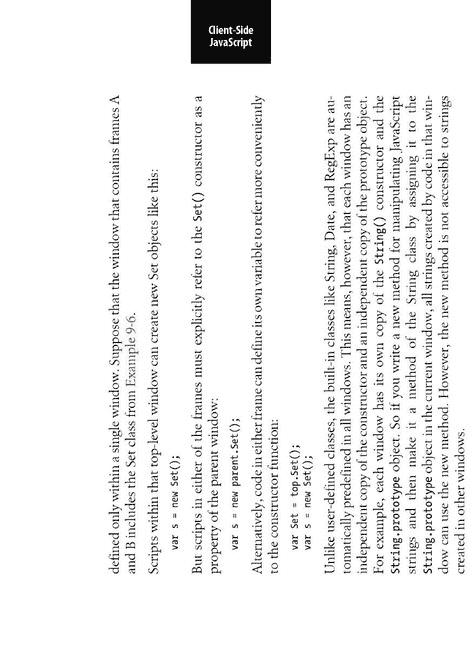 Client-Side
JavaScript
defined only within a single window. Suppose that the window that contains frames A
and B includes the Set class from Example 9-6.
Scripts within that top-level window can create new Set objects like this:
var s = new Set();
But scripts in either of the frames must explicitly refer to the Set() constructor as a
property of the parent window:
var s = new parent.Set();
Alternatively, code in either frame can define its own variable to refer more conveniently
to the constructor function:
var Set = top.Set();
var s = new Set();
Unlike user-defined classes, the built-in classes like String, Date, and RegExp are au-
tomatically predefined in all windows. This means, however, that each window has an
independent copy of the constructor and an independent copy of the prototype object.
For example, each window has its own copy of the String() constructor and the
String.prototype object. So if you write a new method for manipulating JavaScript
strings and then make it a method of the String class by assigning it to the
String.prototype object in the current window, all strings created by code in that win-
dow can use the new method. However, the new method is not accessible to strings
created in other windows.